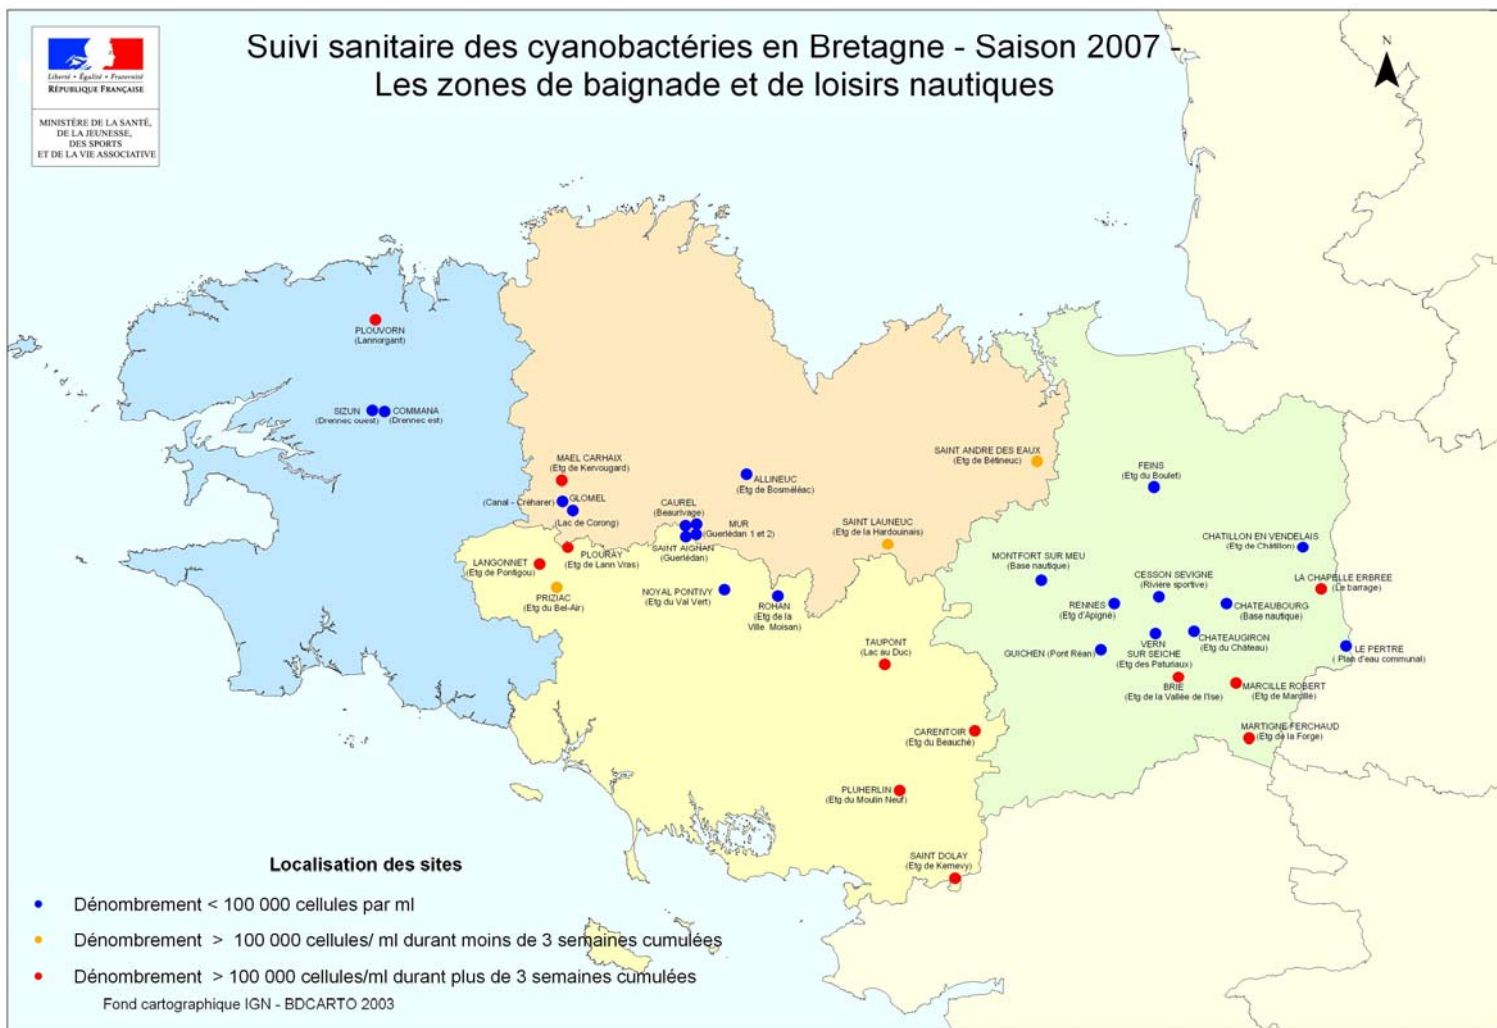 Liberté • Égalité • Fraternité
RÉPUBLIQUE FRANÇAISE
MINISTÈRE DE LA SANTÉ,
DE LA JEUNESSE,
DES SPORTS
ET DE LA VIE ASSOCIATIVE
Suivi sanitaire des cyanobactéries en Bretagne - Saison 2007 -
Les zones de baignade et de loisirs nautiques
N
PLOUVORN
(Lannorgant)
SIZUN
(Drennec ouest)
COMMANA
(Drennec est)
MAEL CARHAIX
(Etg de Kervougard)
(Canal - Créharer)
GLOMEL
(Lac de Corong)
CAUREL
(Beaurivage)
MUR
(Guerlédan 1 et 2)
SAINT AIGNAN
(Guerlédan)
ALLINEUC
(Etg de Bosméléac)
SAINT ANDRE DES EAUX
(Etg de Bétineuc)
SAINT LAUNEUC
(Etg de la Hardouinais)
FEINS
(Etg du Boulet)
CHATILLON EN VENDELAIS
(Etg de Châtillon)
MONTFORT SUR MEU
(Base nautique)
CESSON SEVIGNE
(Rivière sportive)
LA CHAPELLE ERBREE
(Le barrage)
RENNES
(Etg d'Apigné)
CHATEAUBOURG
(Base nautique)
CHATEAUGIRON
(Etg du Château)
VERN
SUR SEICHE
(Etg des Paturiaux)
GUICHEN (Pont Réan)
LE PERTRE
( Plan d'eau communal)
BRIE
(Etg de la Vallée de l'Ise)
MARCILLE ROBERT
(Etg de Marcillé)
MARTIGNE FERCHAUD
(Etg de la Forge)
LANGONNET
(Etg de Pontigou)
PLOURAY
(Etg de Lann Vras)
PRIZIAC
(Etg du Bel-Air)
NOYAL PONTIVY
(Etg du Val Vert)
ROHAN
(Etg de la
Ville Moisan)
TAUPONT
(Lac au Duc)
CARENTOIR
(Etg du Beauché)
PLUHERLIN
(Etg du Moulin Neuf)
SAINT DOLAY
(Etg de Kernevy)
Localisation des sites
Dénombrement < 100 000 cellules par ml
Dénombrement > 100 000 cellules/ ml durant moins de 3 semaines cumulées
Dénombrement > 100 000 cellules/ml durant plus de 3 semaines cumulées
Fond cartographique IGN - BDCARTO 2003